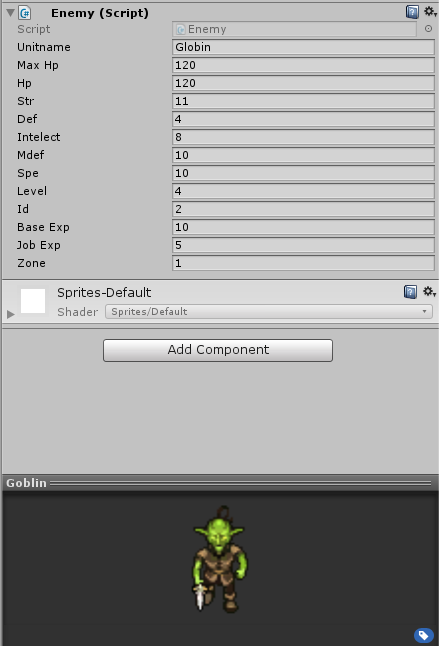 Enemy (Script)
Script Enemy
Unitname Globin
Max Hp 120
Hp 120
Str 11
Def 4
Intelect 8
Mdef 10
Spe 10
Level 4
Id 2
Base Exp 10
Job Exp 5
Zone 1
Sprites-Default
Shader Sprites/Default
Add Component
Goblin